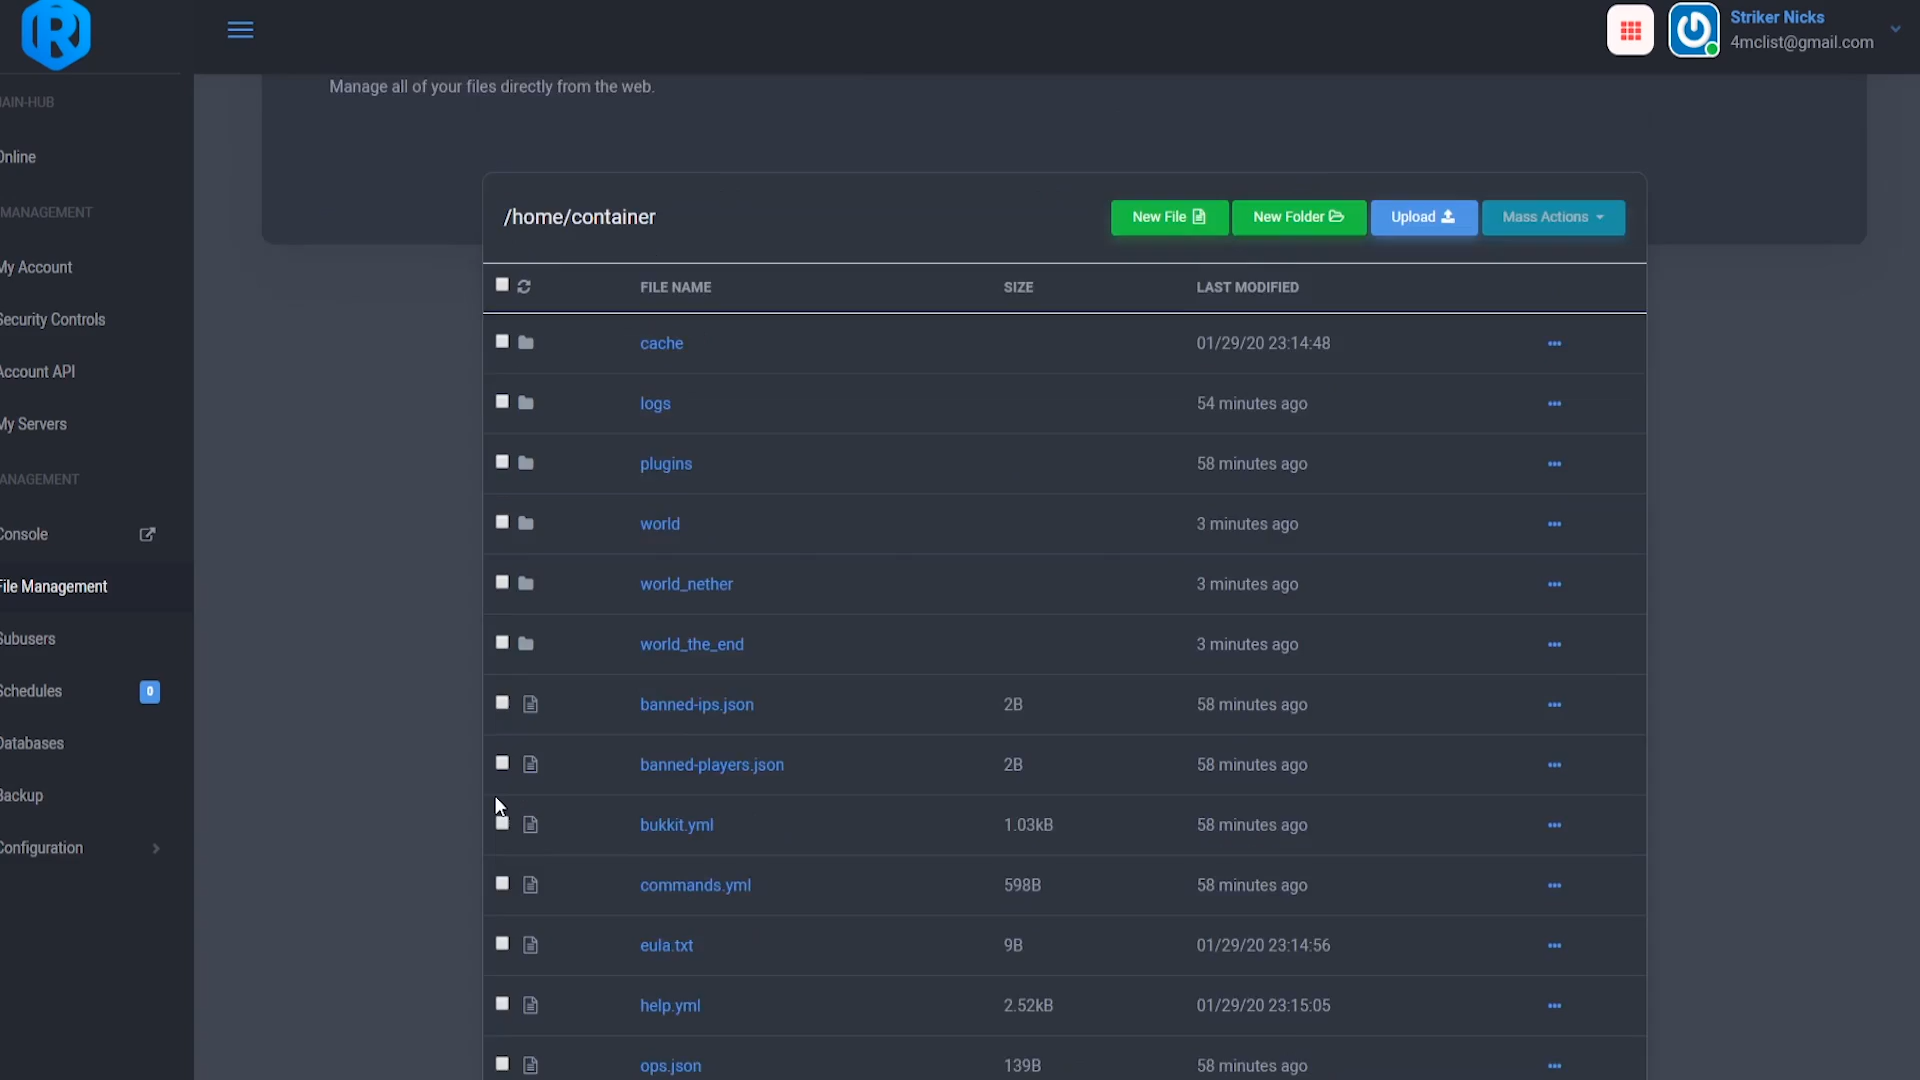 R
Striker Nicks
4mclist@gmail.com
Manage all of your files directly from the web.
AIN-HUB
Online
MANAGEMENT
My Account
Security Controls
Account API
My Servers
ANAGEMENT
Console
File Management
Subusers
Schedules 0
Databases
Backup
Configuration
/home/container New File New Folder Upload Mass Actions
FILE NAME SIZE LAST MODIFIED
cache 01/29/20 23:14:48
logs 54 minutes ago
plugins 58 minutes ago
world 3 minutes ago
world_nether 3 minutes ago
world_the_end 3 minutes ago
banned-ips.json 2B 58 minutes ago
banned-players.json 2B 58 minutes ago
bukkit.yml 1.03kB 58 minutes ago
commands.yml 598B 58 minutes ago
eula.txt 9B 01/29/20 23:14:56
help.yml 2.52kB 01/29/20 23:15:05
ops.json 139B 58 minutes ago